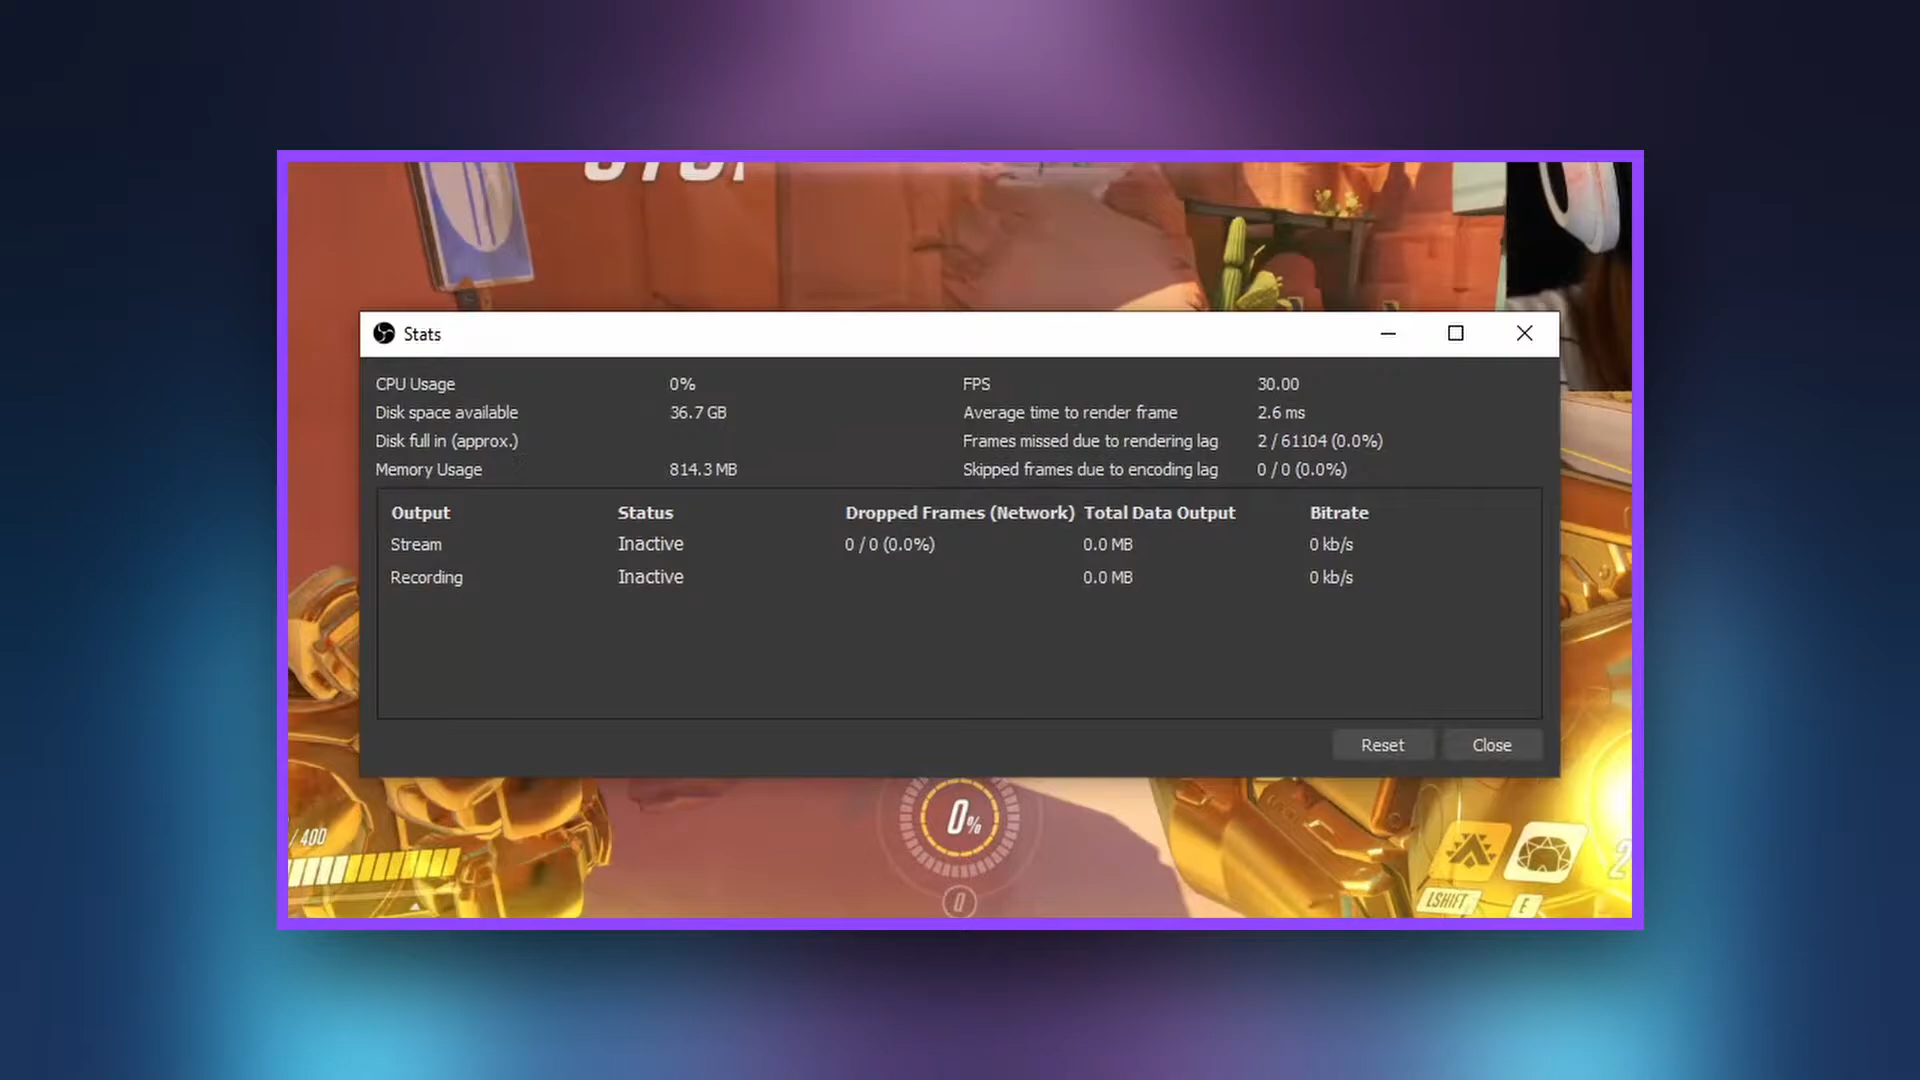 Stats
CPU Usage 0% FPS 30.00
Disk space available 36.7 GB Average time to render frame 2.6 ms
Disk full in (approx.) Frames missed due to rendering lag 2 / 61104 (0.0%)
Memory Usage 814.3 MB Skipped frames due to encoding lag 0 / 0 (0.0%)
Output Status Dropped Frames (Network) Total Data Output Bitrate
Stream Inactive 0 / 0 (0.0%) 0.0 MB 0 kb/s
Recording Inactive 0.0 MB 0 kb/s
Reset Close
0%
/ 400
2
LSHIFT E
Q